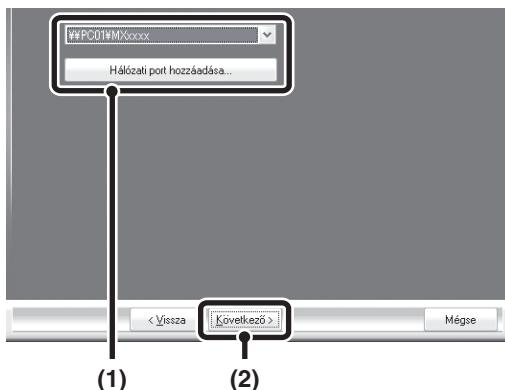 ¥¥PC01¥MXxxxx
Hálózati port hozzáadása...
< Vissza
Következő >
Mégse
(1)
(2)